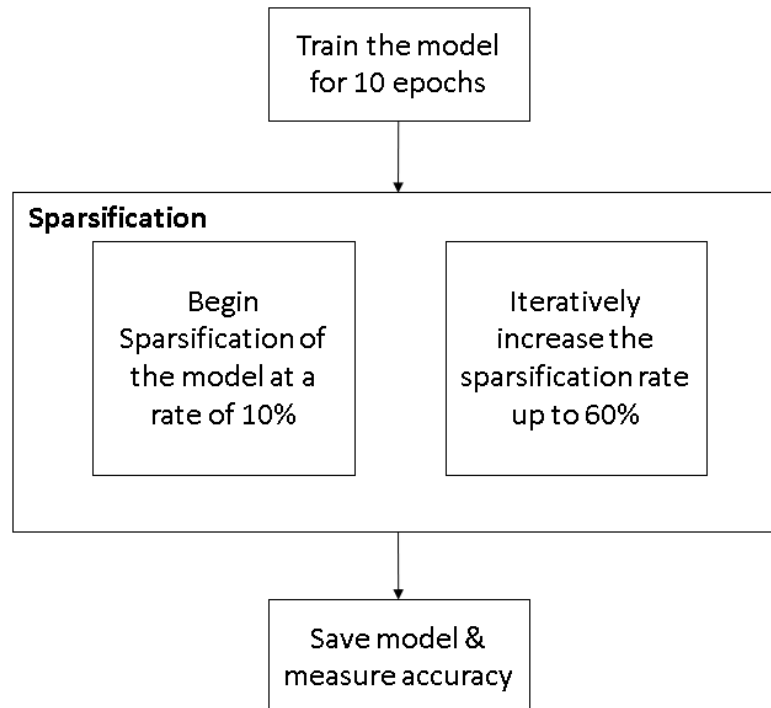 Train the model
for 10 epochs
Sparsification
Begin
Sparsification of
the model at a
rate of 10%
Iteratively
increase the
sparsification rate
up to 60%
Save model &
measure accuracy